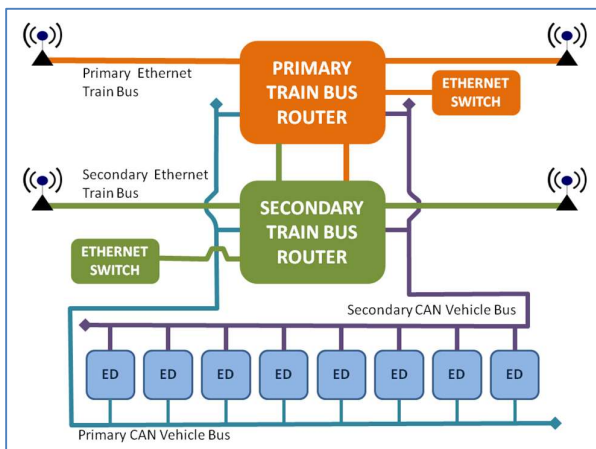 Primary Ethernet
Train Bus
PRIMARY
TRAIN BUS
ROUTER
ETHERNET
SWITCH
Secondary Ethernet
Train Bus
SECONDARY
TRAIN BUS
ROUTER
ETHERNET
SWITCH
Secondary CAN Vehicle Bus
ED ED ED ED ED ED ED ED
Primary CAN Vehicle Bus